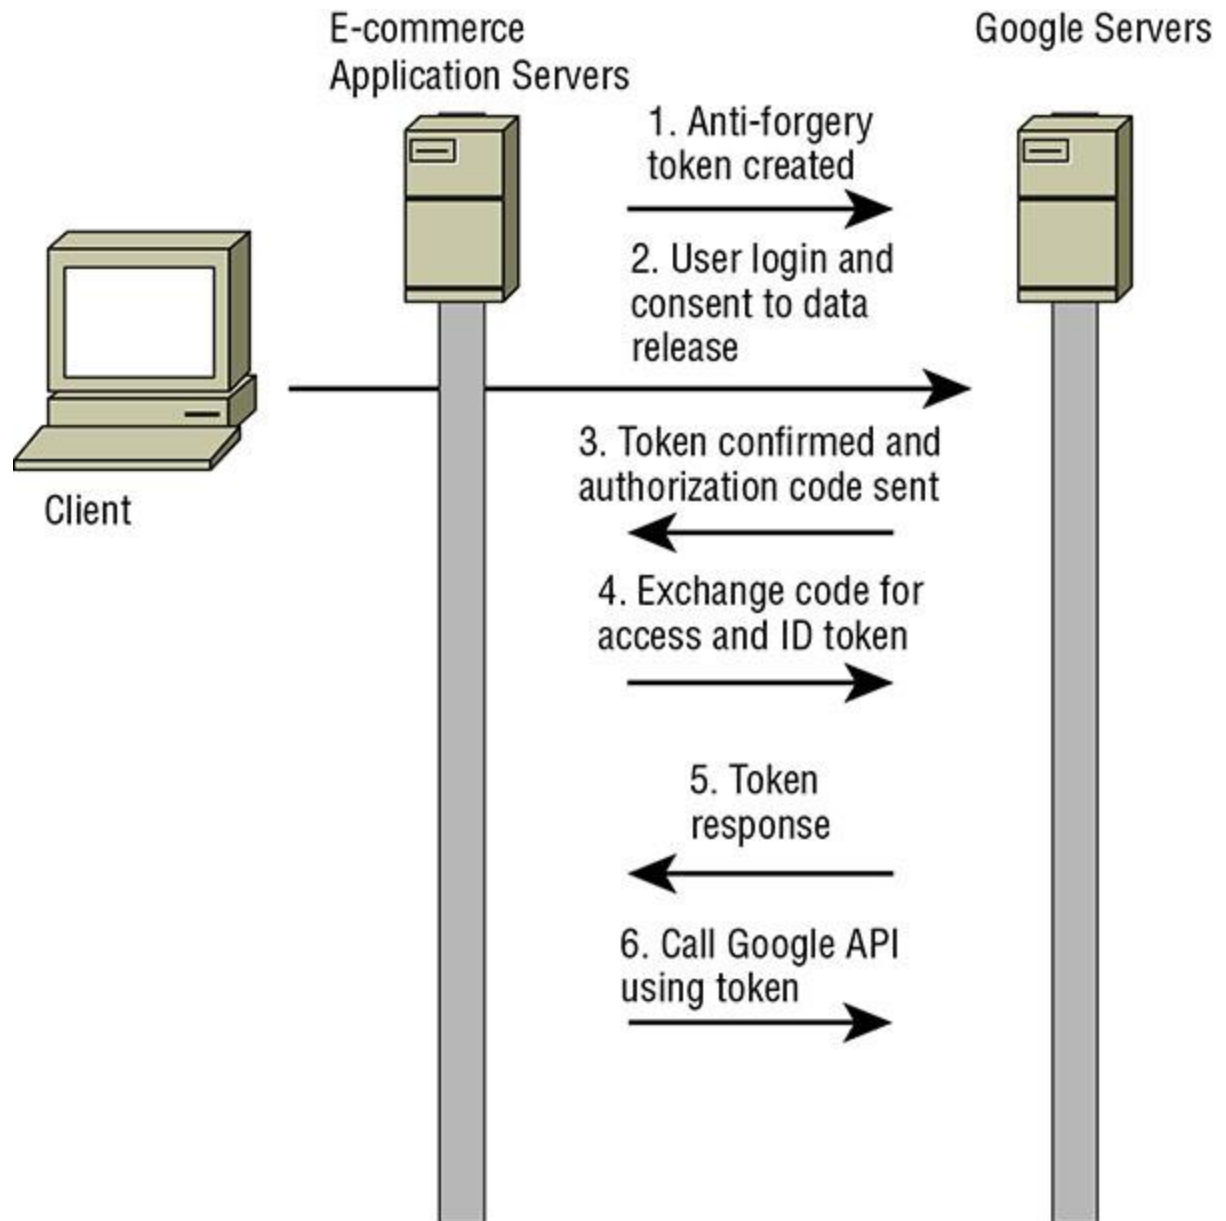 E-commerce
Application Servers
Google Servers
1. Anti-forgery
token created
2. User login and
consent to data
release
Client
3. Token confirmed and
authorization code sent
4. Exchange code for
access and ID token
5. Token
response
6. Call Google API
using token